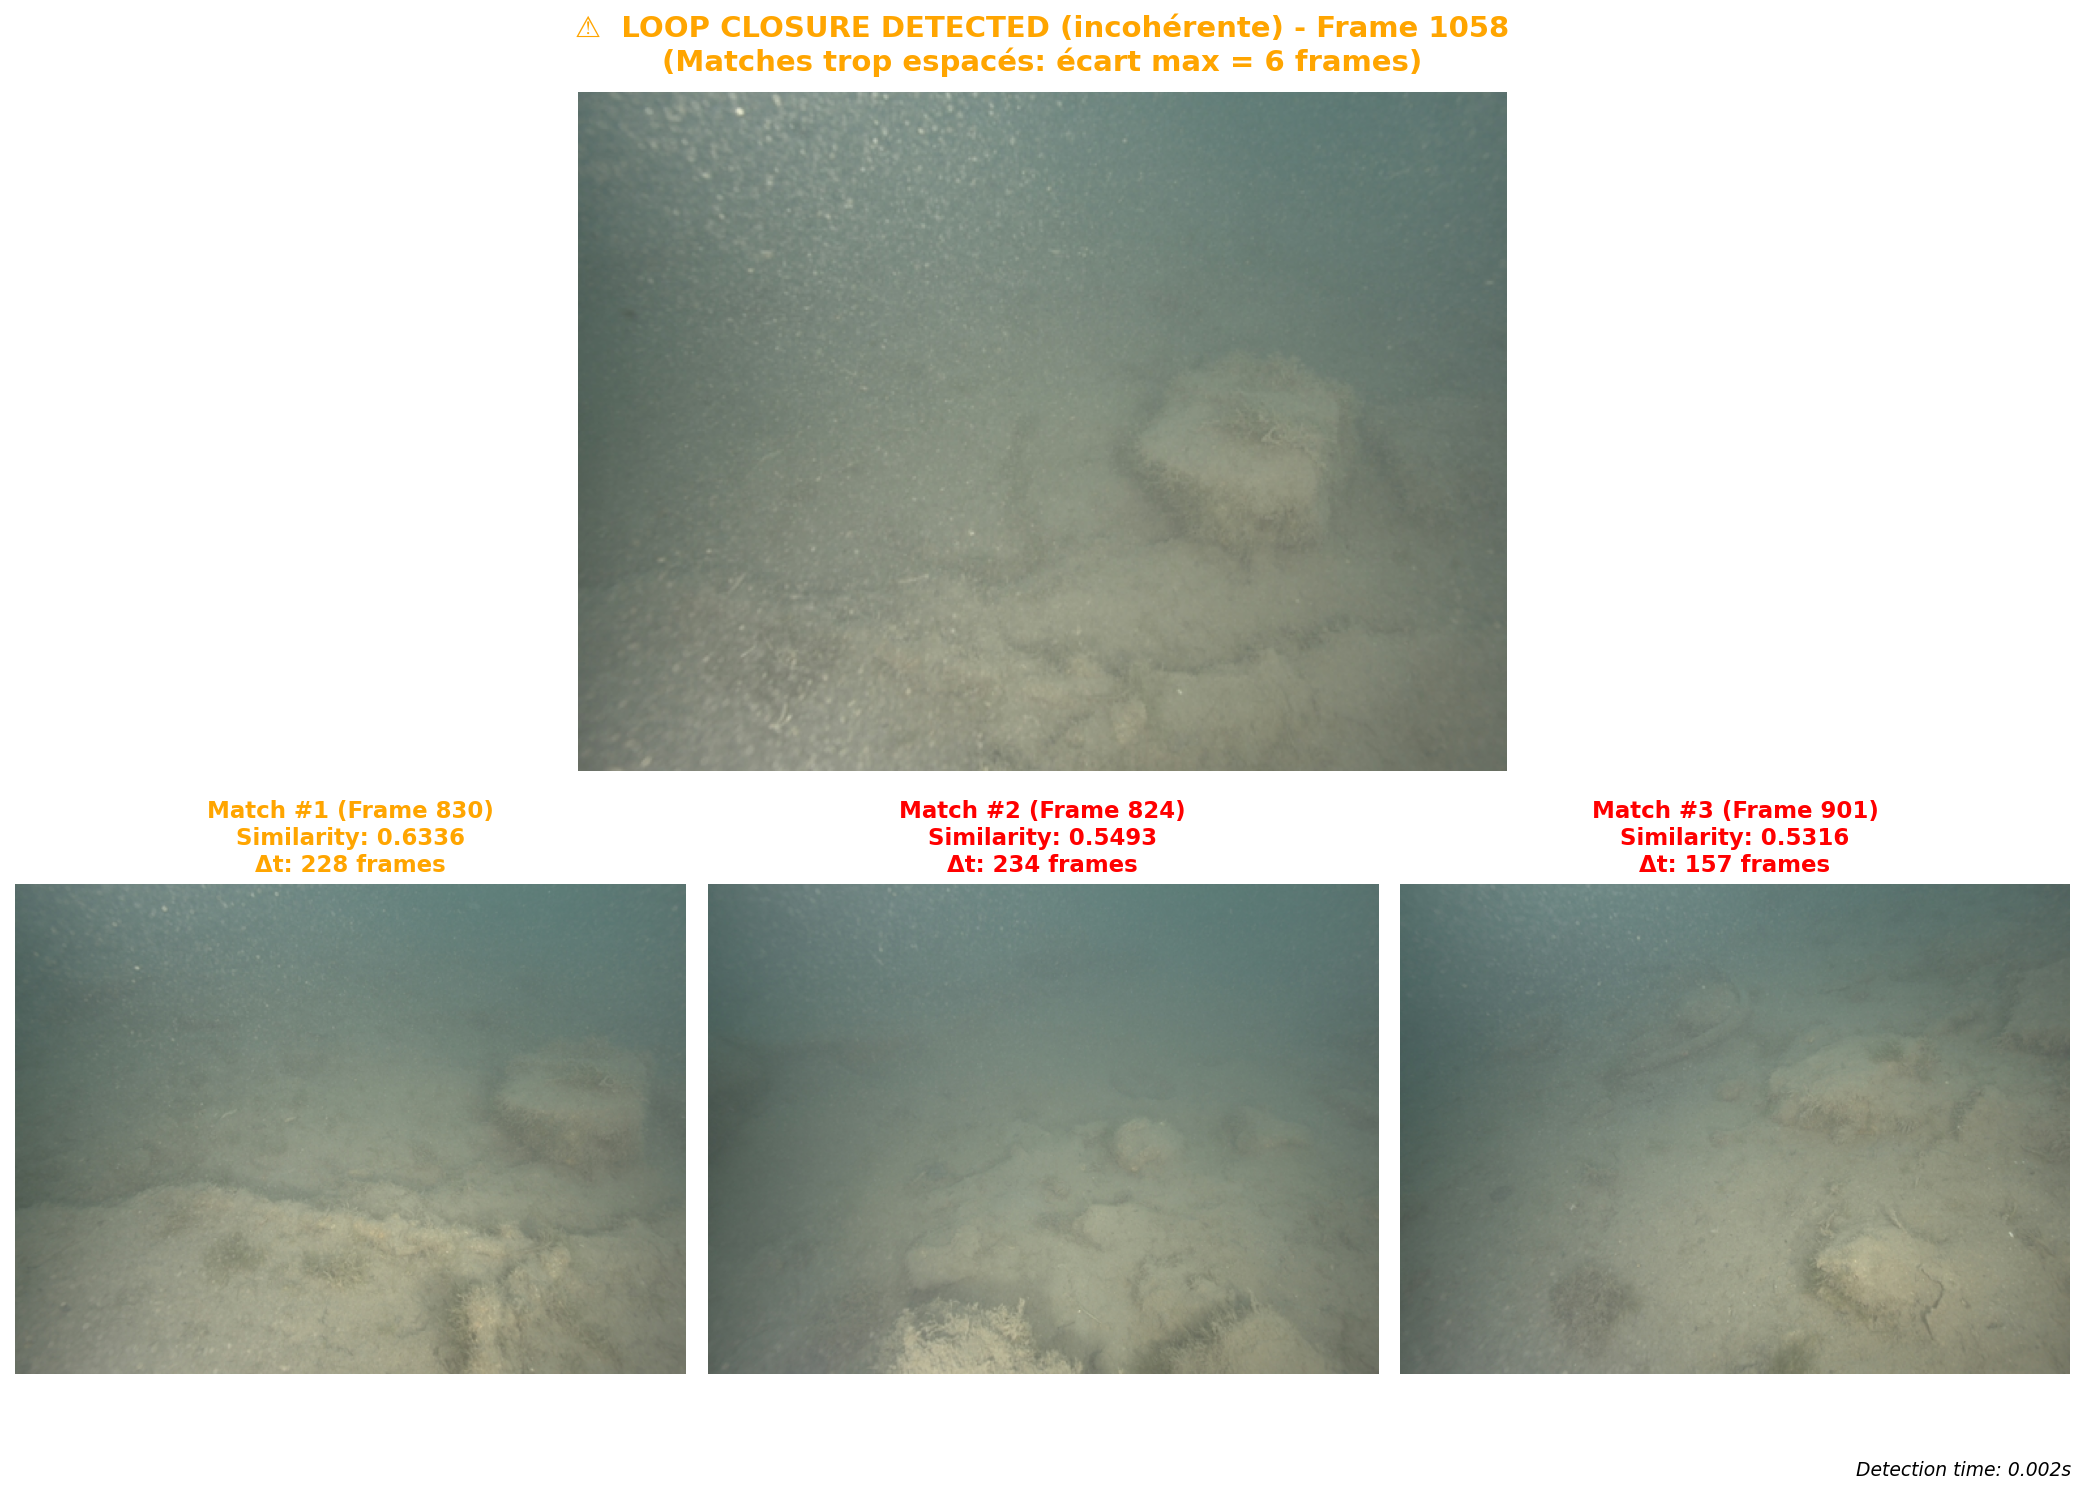 ⚠ LOOP CLOSURE DETECTED (incohérente) - Frame 1058
(Matches trop espacés: écart max = 6 frames)
Match #1 (Frame 830)
Similarity: 0.6336
Δt: 228 frames
Match #2 (Frame 824)
Similarity: 0.5493
Δt: 234 frames
Match #3 (Frame 901)
Similarity: 0.5316
Δt: 157 frames
Detection time: 0.002s